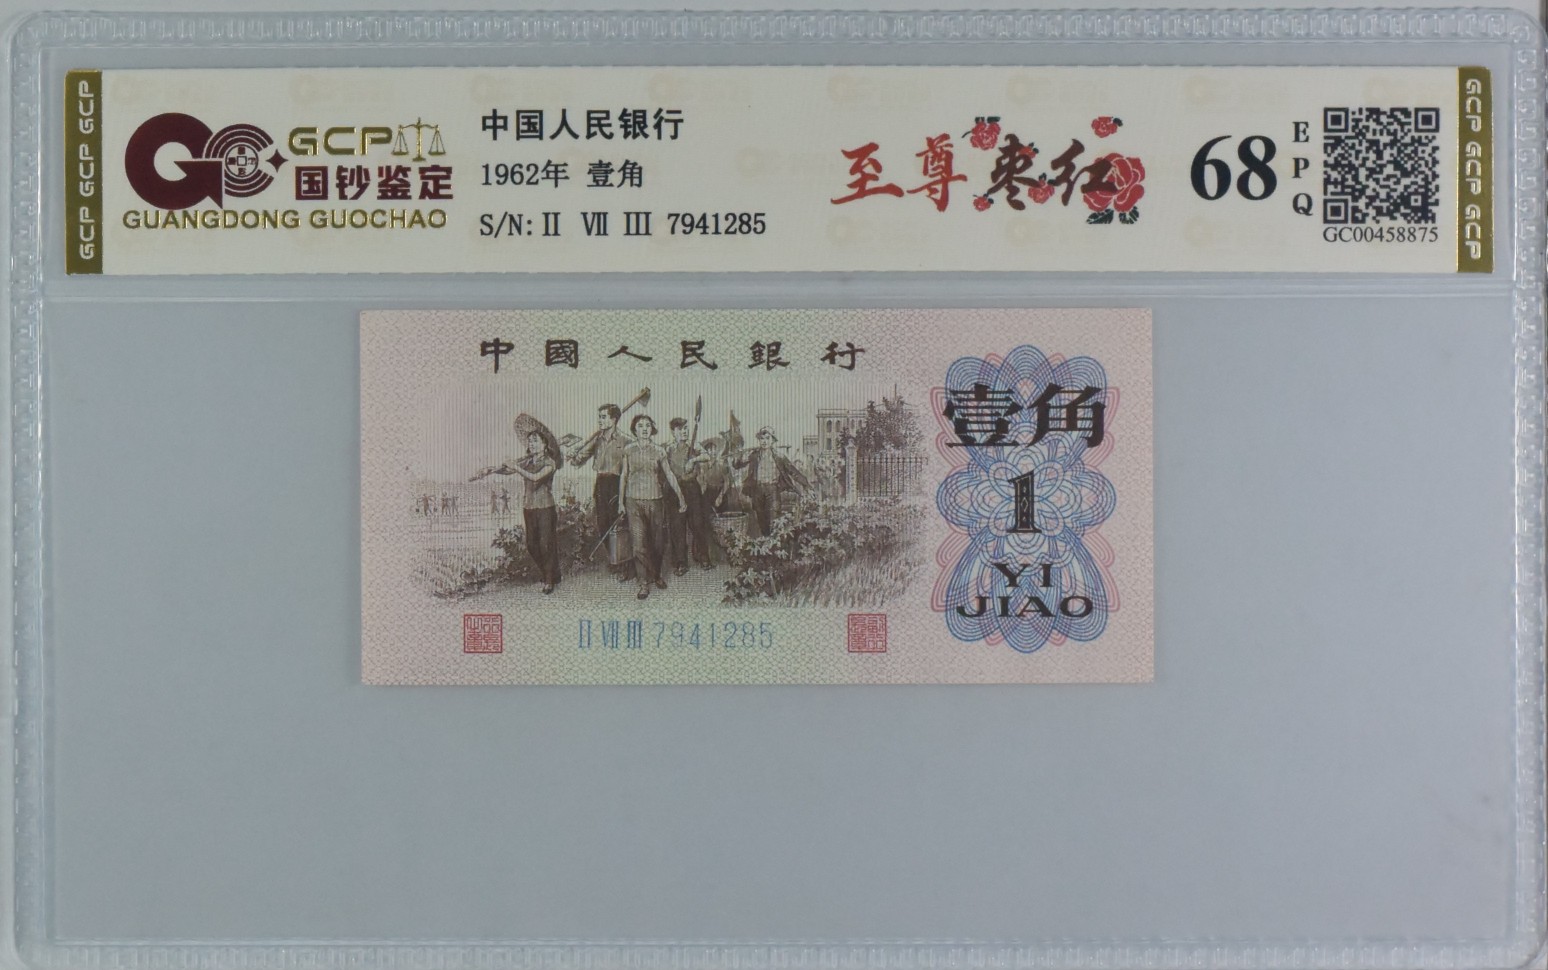 GCP GCP GCP
GCP
国钞鉴定
GUANGDONG GUOCHAO
中国人民银行
1962年 壹角
S/N: II VII III 7941285
至尊枣红
68
EPQ
GC00458875
GCP GCP GCP
中國人民銀行
壹角
1
YI
JIAO
II VII III 7941285